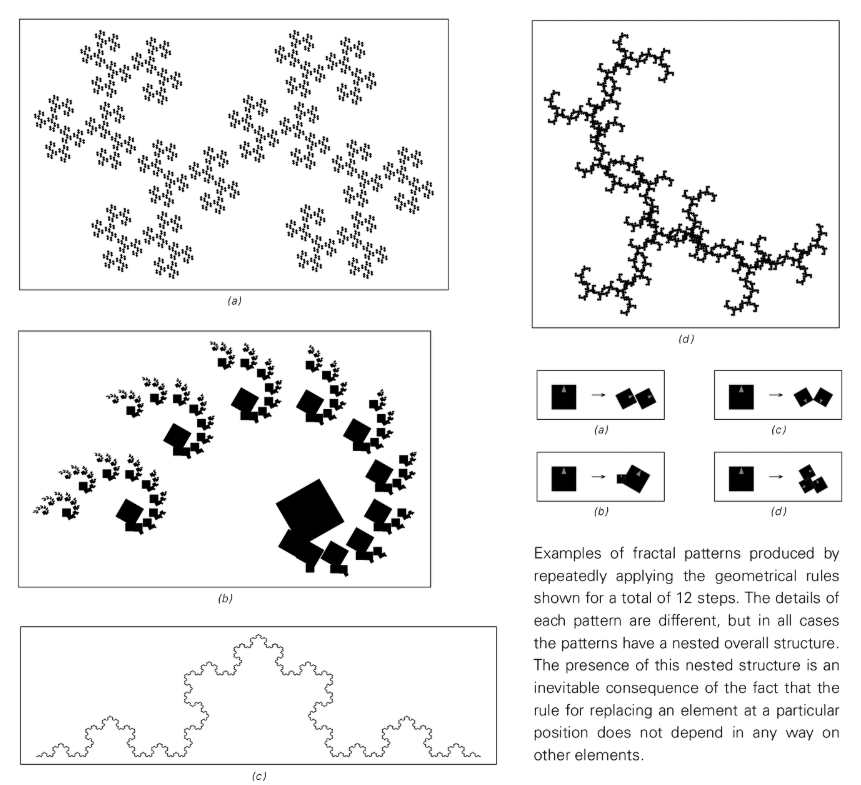 (a)
(b)
(c)
(d)
(a)
(c)
(b)
(d)
Examples of fractal patterns produced by
repeatedly applying the geometrical rules
shown for a total of 12 steps. The details of
each pattern are different, but in all cases
the patterns have a nested overall structure.
The presence of this nested structure is an
inevitable consequence of the fact that the
rule for replacing an element at a particular
position does not depend in any way on
other elements.